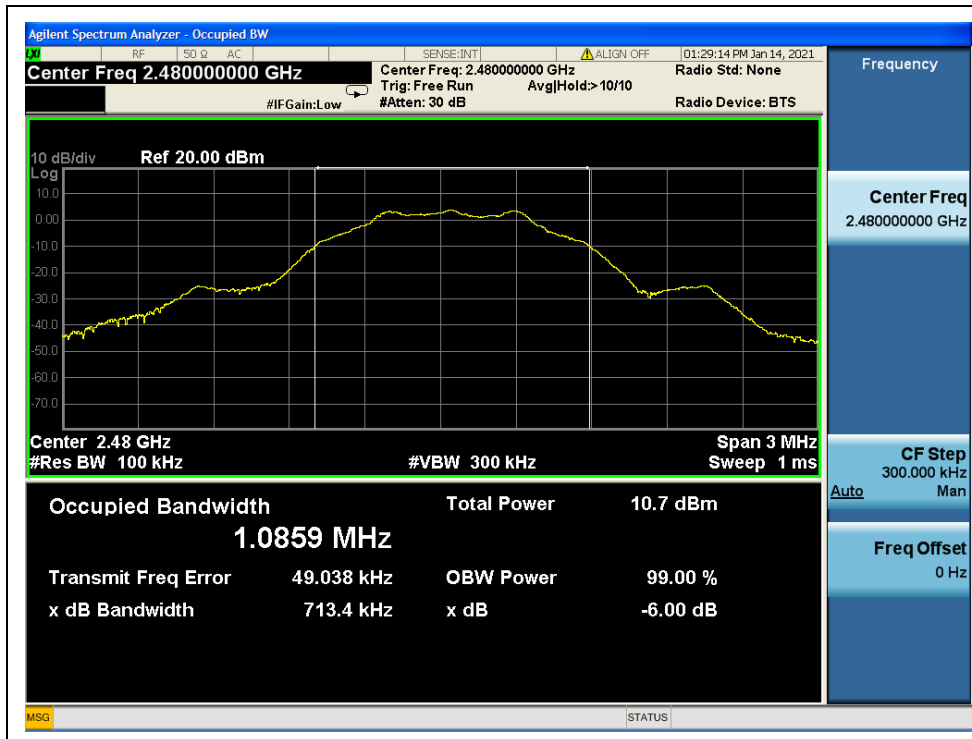 Agilent Spectrum Analyzer - Occupied BW
LXI RF 50 Ω AC SENSE:INT ALIGN OFF 01:29:14 PM Jan 14, 2021
Center Freq 2.480000000 GHz
#IFGain:Low
Center Freq: 2.480000000 GHz
Trig: Free Run Avg|Hold:>10/10
#Atten: 30 dB
Radio Std: None
Radio Device: BTS
10 dB/div Ref 20.00 dBm
Log
10.0
0.00
-10.0
-20.0
-30.0
-40.0
-50.0
-60.0
-70.0
Center 2.48 GHz Span 3 MHz
#Res BW 100 kHz #VBW 300 kHz Sweep 1 ms
Occupied Bandwidth Total Power 10.7 dBm
1.0859 MHz
Transmit Freq Error 49.038 kHz OBW Power 99.00 %
x dB Bandwidth 713.4 kHz x dB -6.00 dB
Frequency
Center Freq
2.480000000 GHz
CF Step
300.000 kHz
Auto Man
Freq Offset
0 Hz
MSG STATUS